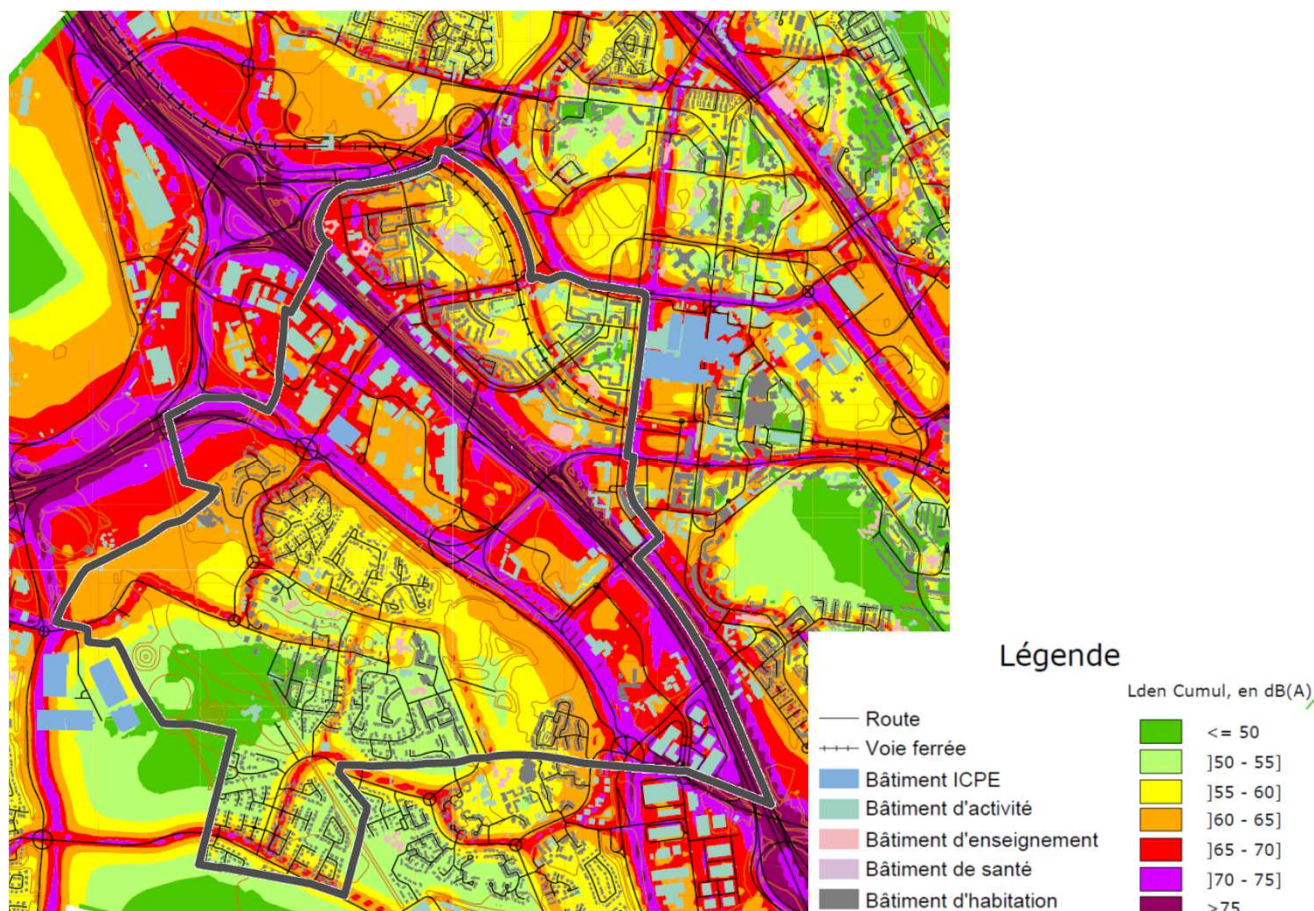 Légende
Lden Cumul, en dB(A)
Route
Voie ferrée
Bâtiment ICPE
Bâtiment d'activité
Bâtiment d'enseignement
Bâtiment de santé
Bâtiment d'habitation
<= 50
]50 - 55]
]55 - 60]
]60 - 65]
]65 - 70]
]70 - 75]
>75